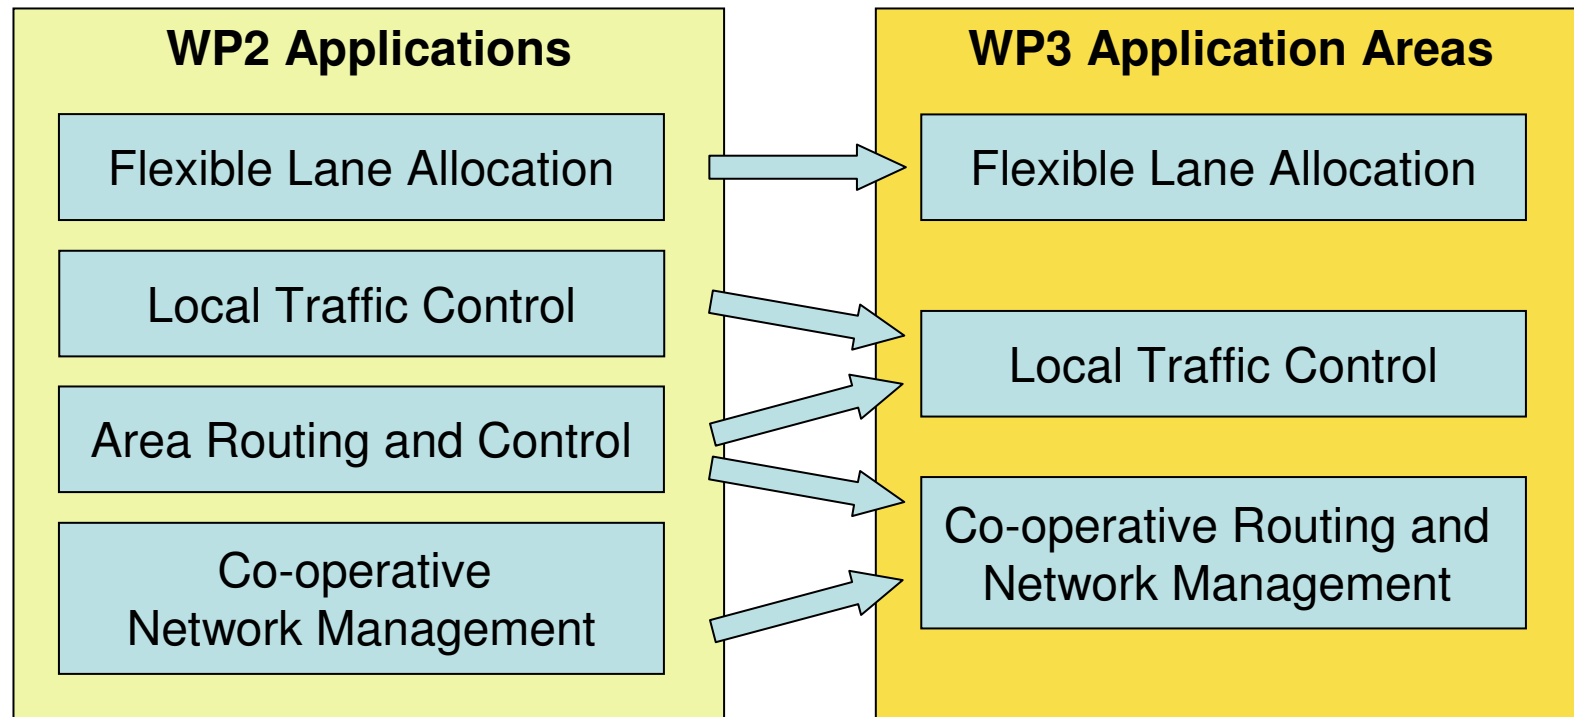 WP2 Applications
Flexible Lane Allocation
Local Traffic Control
Area Routing and Control
Co-operative
Network Management
WP3 Application Areas
Flexible Lane Allocation
Local Traffic Control
Co-operative Routing and
Network Management